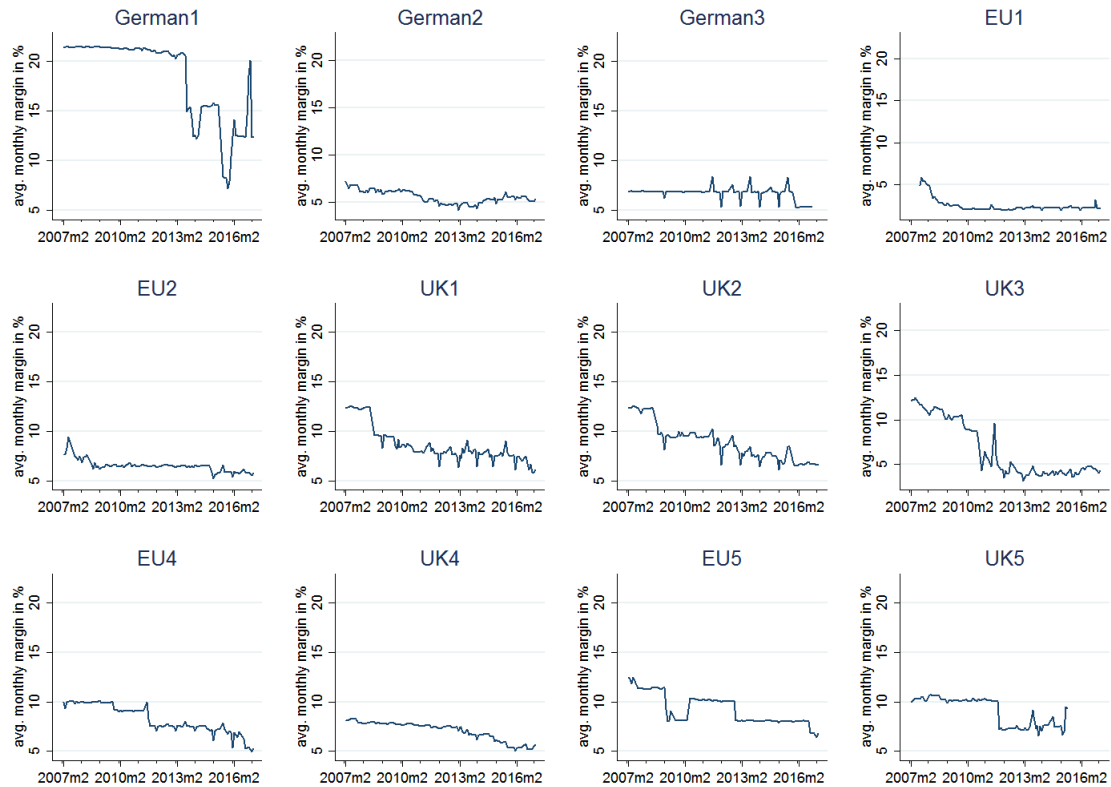 German1 German2 German3 EU1
avg. monthly margin in % avg. monthly margin in % avg. monthly margin in % avg. monthly margin in %
20 20 20 20
15 15 15 15
10 10 10 10
5 5 5 5
2007m2 2010m2 2013m2 2016m2 2007m2 2010m2 2013m2 2016m2 2007m2 2010m2 2013m2 2016m2 2007m2 2010m2 2013m2 2016m2
EU2 UK1 UK2 UK3
avg. monthly margin in % avg. monthly margin in % avg. monthly margin in % avg. monthly margin in %
20 20 20 20
15 15 15 15
10 10 10 10
5 5 5 5
2007m2 2010m2 2013m2 2016m2 2007m2 2010m2 2013m2 2016m2 2007m2 2010m2 2013m2 2016m2 2007m2 2010m2 2013m2 2016m2
EU4 UK4 EU5 UK5
avg. monthly margin in % avg. monthly margin in % avg. monthly margin in % avg. monthly margin in %
20 20 20 20
15 15 15 15
10 10 10 10
5 5 5 5
2007m2 2010m2 2013m2 2016m2 2007m2 2010m2 2013m2 2016m2 2007m2 2010m2 2013m2 2016m2 2007m2 2010m2 2013m2 2016m2